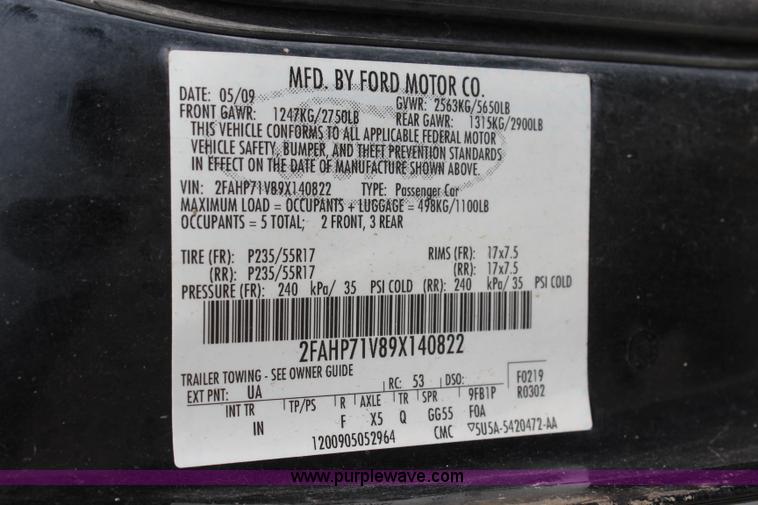 MFD. BY FORD MOTOR CO.
DATE: 05/09 GVWR: 2563KG/5650LB
FRONT GAWR: 1247KG/2750LB REAR GAWR: 1315KG/2900LB
THIS VEHICLE CONFORMS TO ALL APPLICABLE FEDERAL MOTOR
VEHICLE SAFETY, BUMPER, AND THEFT PREVENTION STANDARDS
IN EFFECT ON THE DATE OF MANUFACTURE SHOWN ABOVE.
VIN: 2FAHP71V89X140822 TYPE: Passenger Car
MAXIMUM LOAD = OCCUPANTS + LUGGAGE = 498KG/1100LB
OCCUPANTS = 5 TOTAL; 2 FRONT, 3 REAR
TIRE (FR): P235/55R17 RIMS (FR): 17x7.5
(RR): P235/55R17 (RR): 17x7.5
PRESSURE (FR): 240 kPa/ 35 PSI COLD (RR): 240 kPa/ 35 PSI COLD
2FAHP71V89X140822
TRAILER TOWING - SEE OWNER GUIDE
EXT PNT: UA RC: 53 DSO: F0219
INT TR TP/PS R AXLE TR SPR 9FB1P R0302
IN F X5 Q GG55 F0A
1200905052964 CMC ▽5U5A-5420472-AA
www.purplewave.com